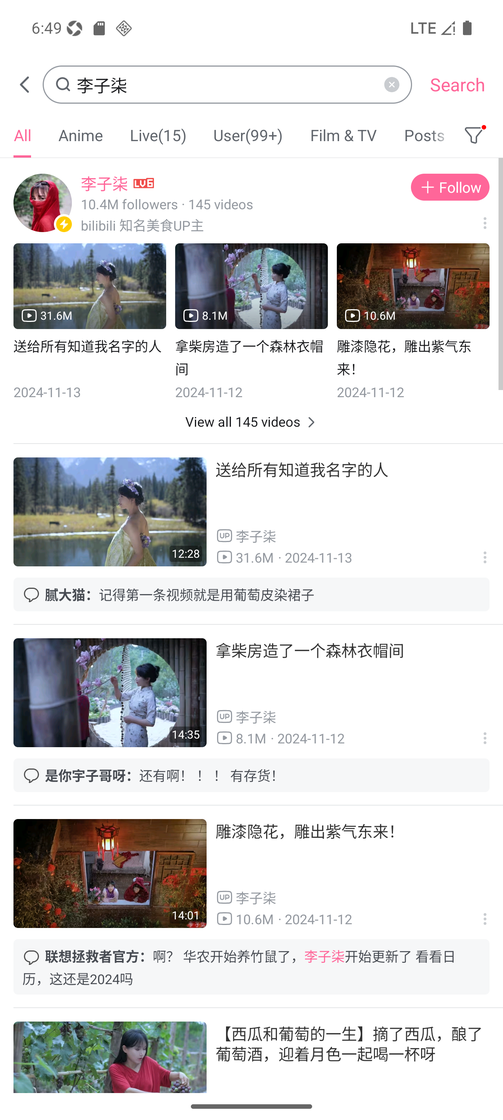 6:49
LTE
李子柒
Search
All
Anime
Live(15)
User(99+)
Film & TV
Posts
李子柒 LV6
10.4M followers · 145 videos
bilibili 知名美食UP主
Follow
31.6M
8.1M
10.6M
送给所有知道我名字的人
拿柴房造了一个森林衣帽
间
雕漆隐花，雕出紫气东
来！
2024-11-13
2024-11-12
2024-11-12
View all 145 videos
12:28
送给所有知道我名字的人
UP 李子柒
31.6M · 2024-11-13
腻大猫：记得第一条视频就是用葡萄皮染裙子
14:35
拿柴房造了一个森林衣帽间
UP 李子柒
8.1M · 2024-11-12
是你宇子哥呀：还有啊！！！ 有存货！
14:01
雕漆隐花，雕出紫气东来！
UP 李子柒
10.6M · 2024-11-12
联想拯救者官方：啊？ 华农开始养竹鼠了，李子柒开始更新了 看看日
历，这还是2024吗
【西瓜和葡萄的一生】摘了西瓜，酿了
葡萄酒，迎着月色一起喝一杯呀